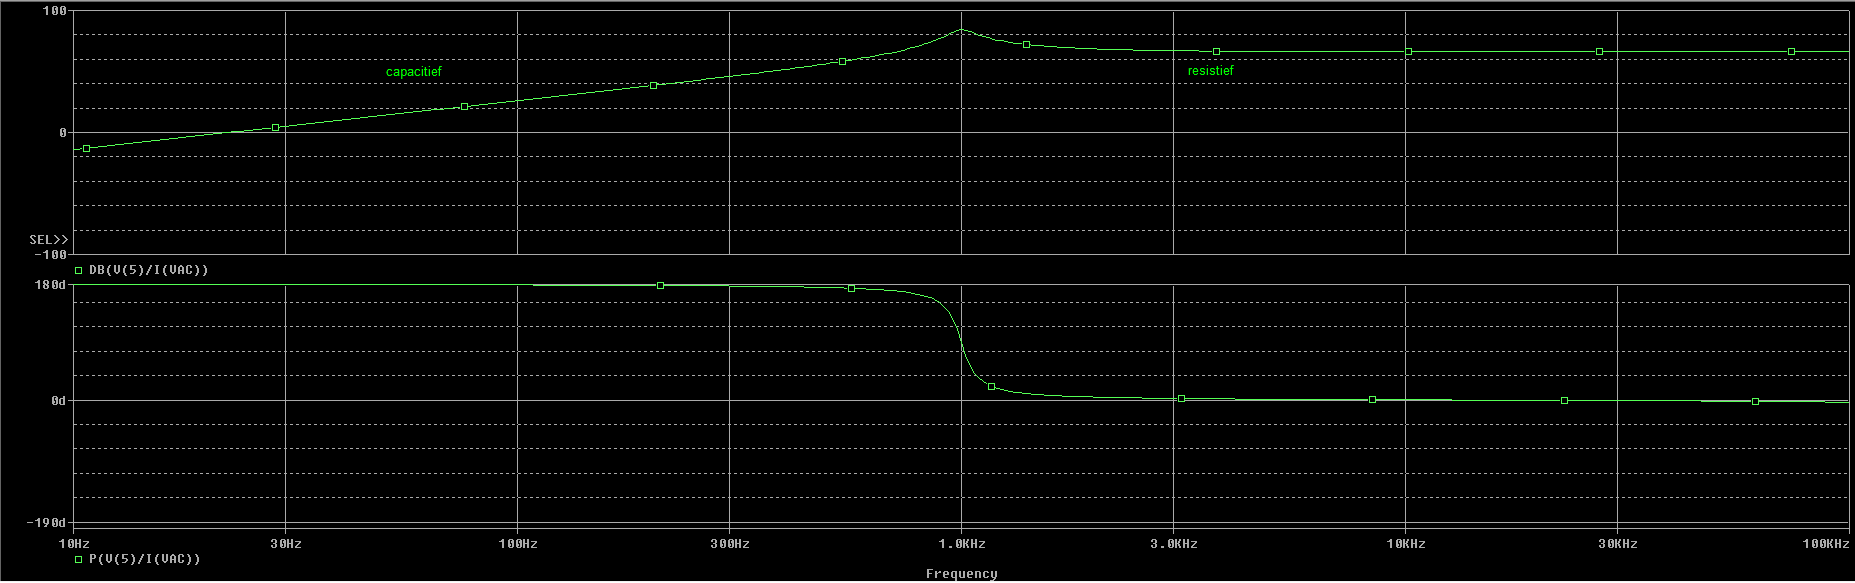 100
capacitief
resistief
0
SEL>>
-100
DB(V(5)/I(VAC))
180d
0d
-190d
10Hz 30Hz 100Hz 300Hz 1.0KHz 3.0KHz 10KHz 30KHz 100KHz
P(V(5)/I(VAC))
Frequency